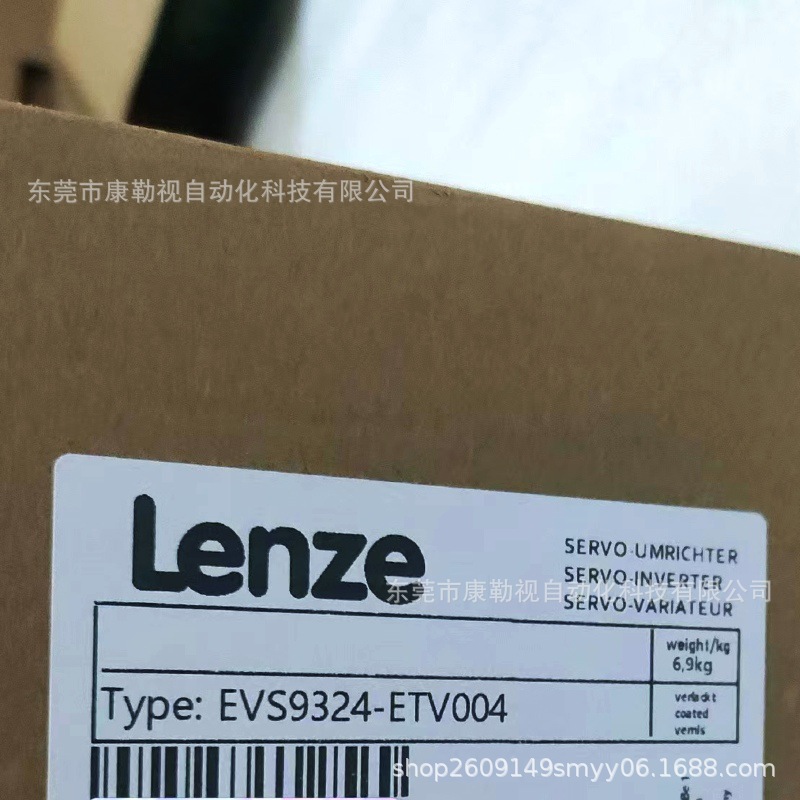 东莞市康勒视自动化科技有限公司
Lenze
SERVO-UMRICHTER
SERVO-INVERTER
SERVO-VARIATEUR
东莞市康勒视自动化科技有限公司
weight/kg
6,9kg
Type: EVS9324-ETV004
verlackt
coated
vernis
shop2609149smyy06.1688.com